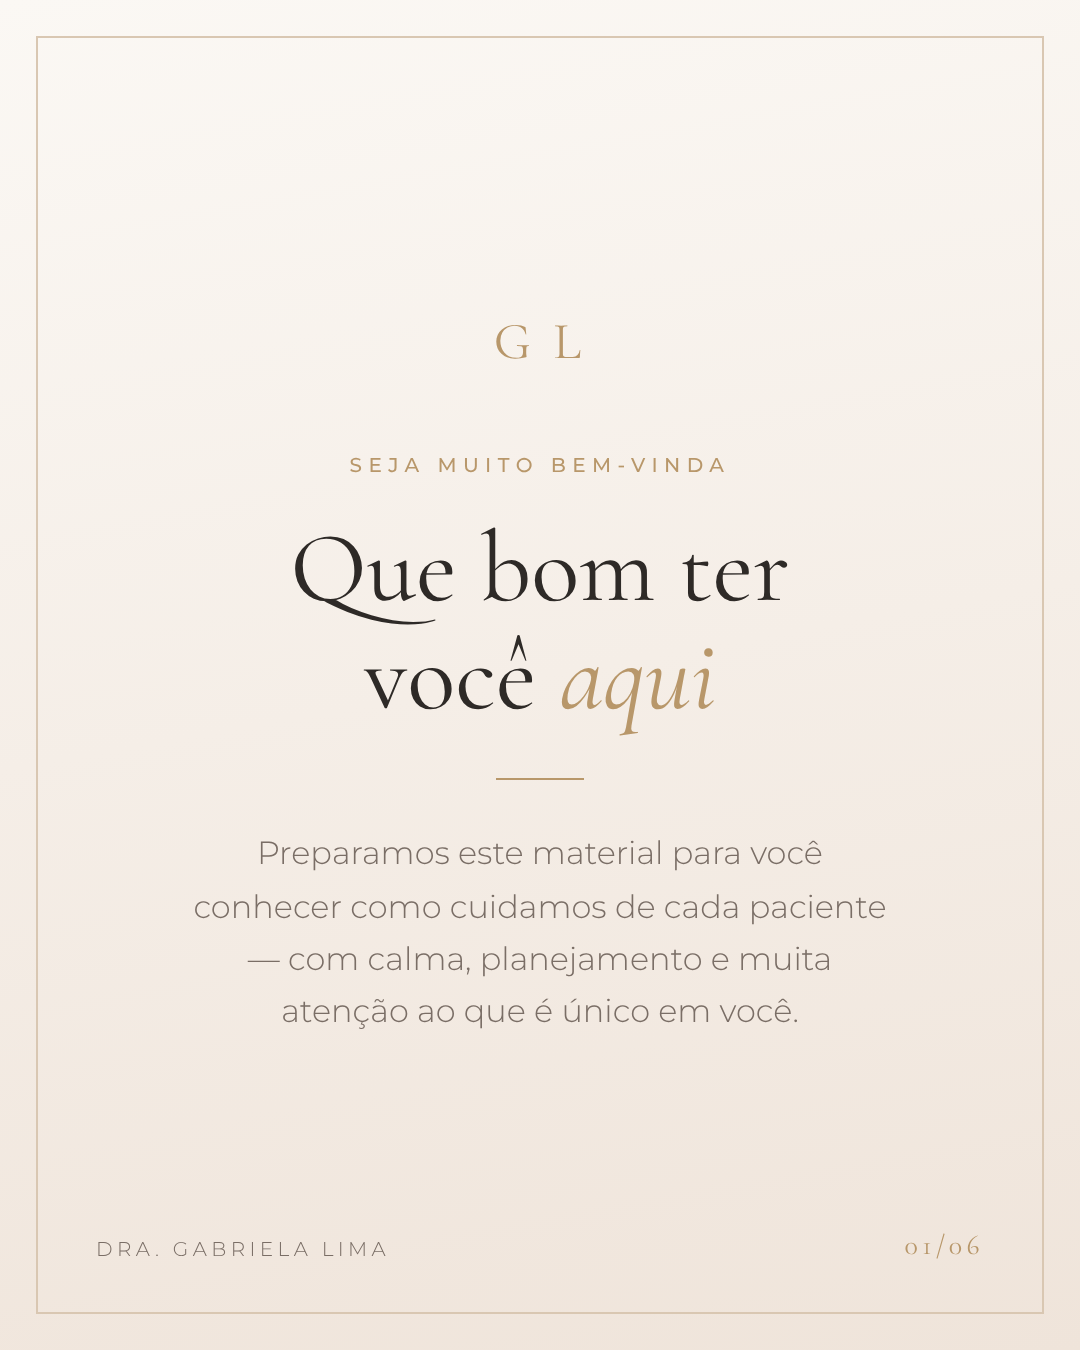 G L
SEJA MUITO BEM-VINDA
Que bom ter
você aqui
Preparamos este material para você
conhecer como cuidamos de cada paciente
— com calma, planejamento e muita
atenção ao que é único em você.
DRA. GABRIELA LIMA
01/06